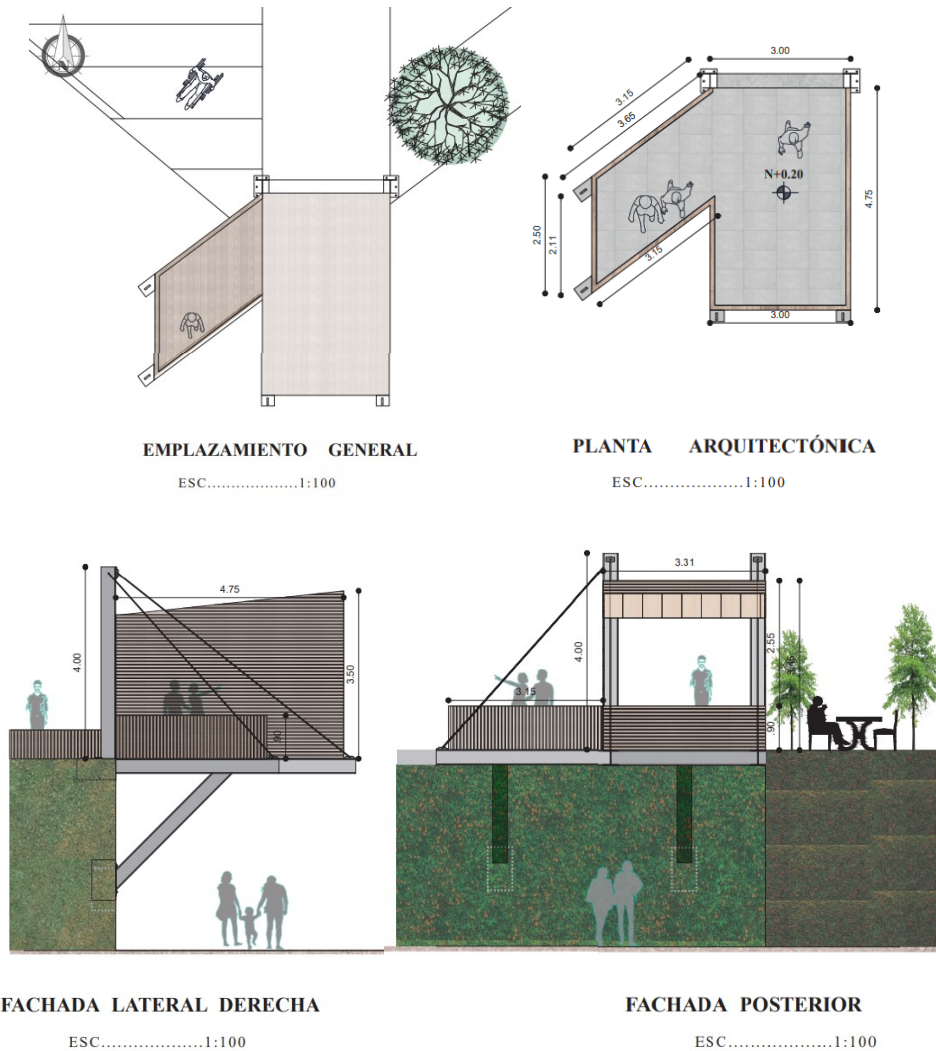 3.00
3.15
3.65
N+0.20
4.75
2.50
2.11
3.15
3.00
EMPLAZAMIENTO GENERAL
ESC...................1:100
PLANTA ARQUITECTÓNICA
ESC...................1:100
4.75
4.00
3.50
.90
3.31
4.00
2.55
3.15
.90
FACHADA LATERAL DERECHA
ESC...................1:100
FACHADA POSTERIOR
ESC...................1:100